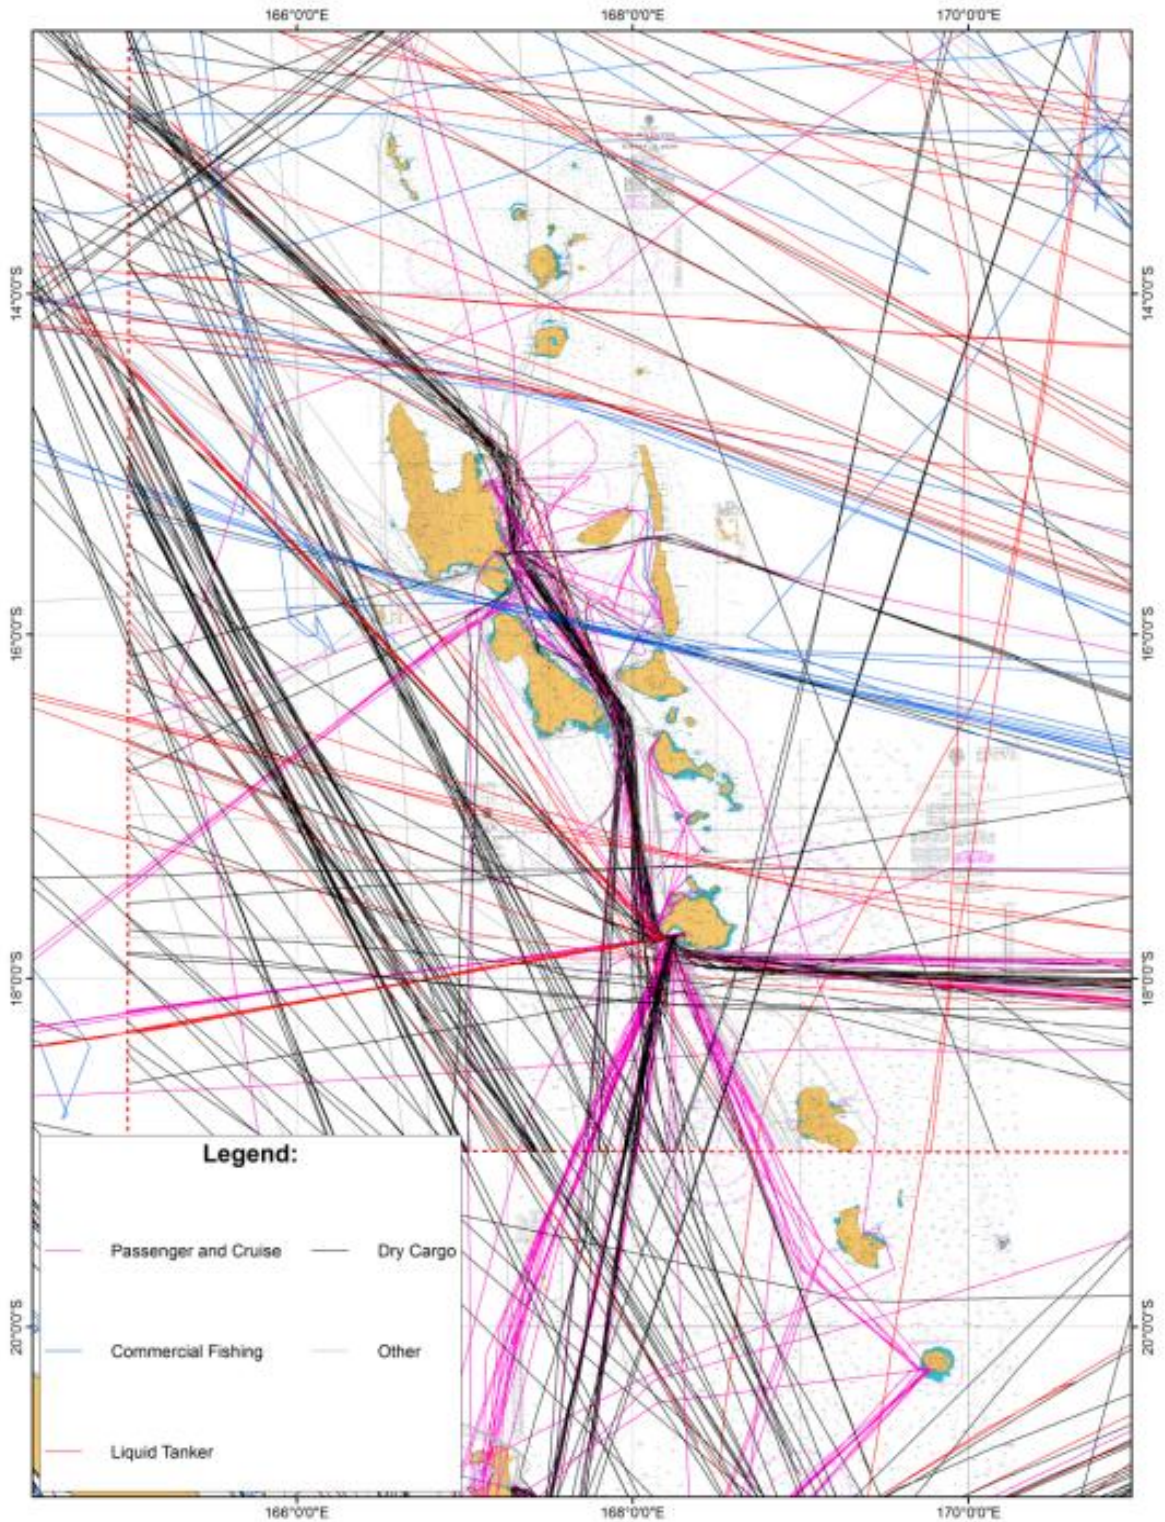 166°0'0"E 168°0'0"E 170°0'0"E
14°0'0"S 14°0'0"S
16°0'0"S 16°0'0"S
18°0'0"S 18°0'0"S
Legend:
Passenger and Cruise Dry Cargo
20°0'0"S 20°0'0"S
Commercial Fishing Other
Liquid Tanker
166°0'0"E 168°0'0"E 170°0'0"E